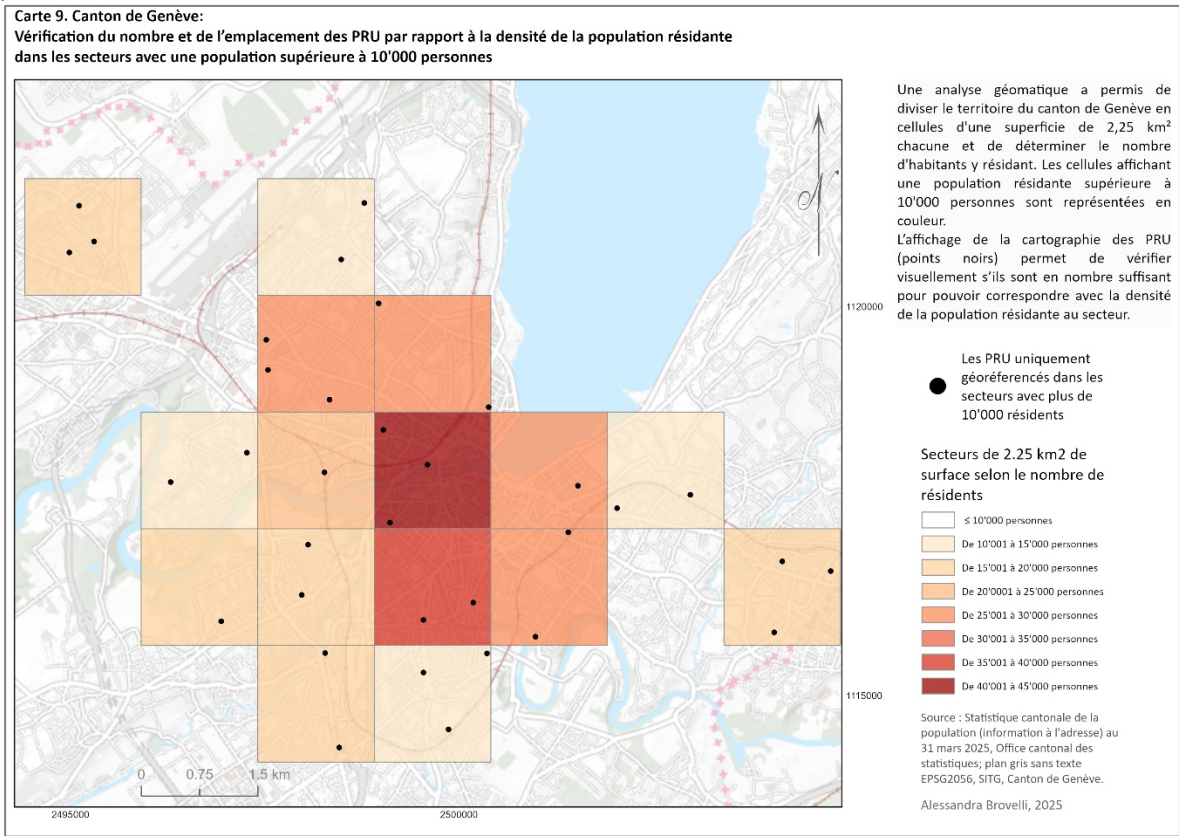 Carte 9. Canton de Genève:
Vérification du nombre et de l'emplacement des PRU par rapport à la densité de la population résidante
dans les secteurs avec une population supérieure à 10'000 personnes
Une analyse géomatique a permis de
diviser le territoire du canton de Genève en
cellules d'une superficie de 2,25 km²
chacune et de déterminer le nombre
d'habitants y résidant. Les cellules affichant
une population résidante supérieure à
10'000 personnes sont représentées en
couleur.
L'affichage de la cartographie des PRU
(points noirs) permet de vérifier
visuellement s'ils sont en nombre suffisant
pour pouvoir correspondre avec la densité
de la population résidante au secteur.
N
1120000
Les PRU uniquement
géoréferencés dans les
secteurs avec plus de
10'000 résidents
Secteurs de 2.25 km2 de
surface selon le nombre de
résidents
≤ 10'000 personnes
De 10'001 à 15'000 personnes
De 15'001 à 20'000 personnes
De 20'0001 à 25'000 personnes
De 25'001 à 30'000 personnes
De 30'001 à 35'000 personnes
De 35'001 à 40'000 personnes
De 40'001 à 45'000 personnes
1115000
Source : Statistique cantonale de la
population (information à l'adresse) au
31 mars 2025, Office cantonal des
statistiques; plan gris sans texte
EPSG2056, SITG, Canton de Genève.
Alessandra Brovelli, 2025
0 0.75 1.5 km
2495000
2500000